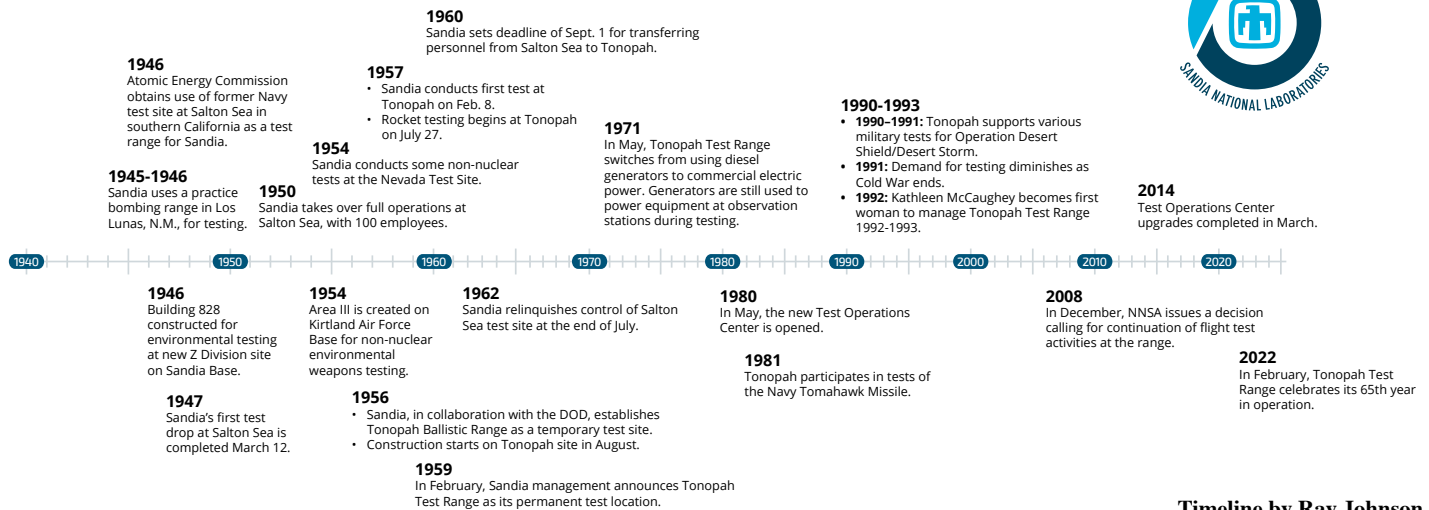 1960
Sandia sets deadline of Sept. 1 for transferring
personnel from Salton Sea to Tonopah.
1946
Atomic Energy Commission
obtains use of former Navy
test site at Salton Sea in
southern California as a test
range for Sandia.
1957
• Sandia conducts first test at
Tonopah on Feb. 8.
• Rocket testing begins at Tonopah
on July 27.
SANDIA NATIONAL LABORATORIES
1945-1946
Sandia uses a practice
bombing range in Los
Lunas, N.M., for testing.
1954
Sandia conducts some non-nuclear
tests at the Nevada Test Site.
1950
Sandia takes over full operations at
Salton Sea, with 100 employees.
1971
In May, Tonopah Test Range
switches from using diesel
generators to commercial electric
power. Generators are still used to
power equipment at observation
stations during testing.
1990-1993
• 1990–1991: Tonopah supports various
military tests for Operation Desert
Shield/Desert Storm.
• 1991: Demand for testing diminishes as
Cold War ends.
• 1992: Kathleen McCaughey becomes first
woman to manage Tonopah Test Range
1992-1993.
2014
Test Operations Center
upgrades completed in March.
1940 1950 1960 1970 1980 1990 2000 2010 2020
1946
Building 828
constructed for
environmental testing
at new Z Division site
on Sandia Base.
1947
Sandia's first test
drop at Salton Sea is
completed March 12.
1954
Area III is created on
Kirtland Air Force
Base for non-nuclear
environmental
weapons testing.
1956
• Sandia, in collaboration with the DOD, establishes
Tonopah Ballistic Range as a temporary test site.
• Construction starts on Tonopah site in August.
1959
In February, Sandia management announces Tonopah
Test Range as its permanent test location.
1962
Sandia relinquishes control of Salton
Sea test site at the end of July.
1980
In May, the new Test Operations
Center is opened.
1981
Tonopah participates in tests of
the Navy Tomahawk Missile.
2008
In December, NNSA issues a decision
calling for continuation of flight test
activities at the range.
2022
In February, Tonopah Test
Range celebrates its 65th year
in operation.
Timeline by Ray Johnson